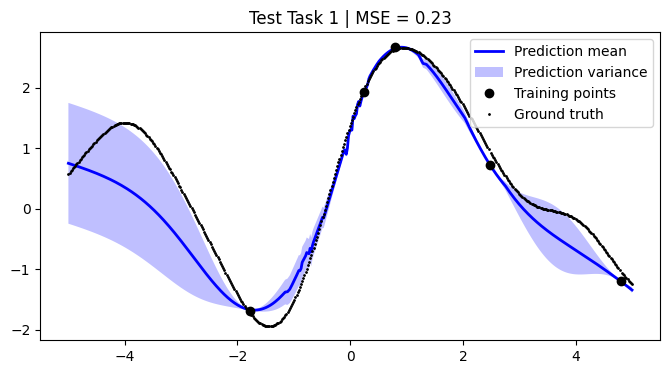 Test Task 1 | MSE = 0.23
Prediction mean
Prediction variance
Training points
Ground truth
2
1
0
−1
−2
−4
−2
0
2
4